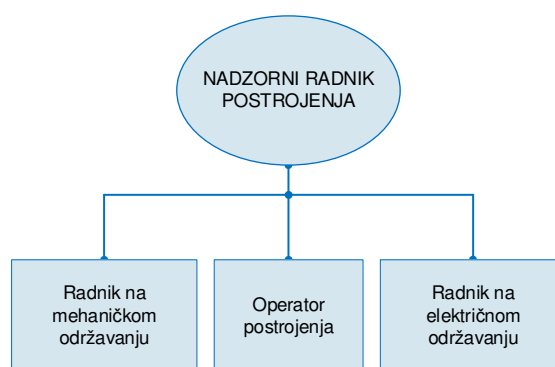 NADZORNI RADNIK
POSTROJENJA
Radnik na
mehaničkom
održavanju
Operator
postrojenja
Radnik na
električnom
održavanju